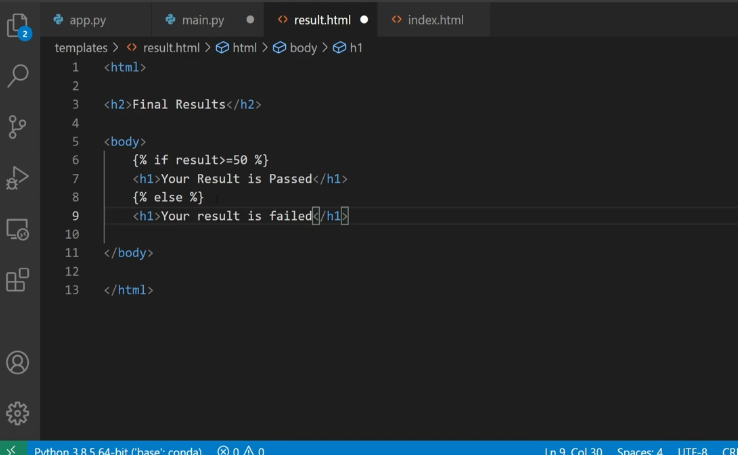 app.py main.py result.html index.html
templates > result.html > html > body > h1
2
1 <html>
2
3 <h2>Final Results</h2>
4
5 <body>
6 {% if result>=50 %}
7 <h1>Your Result is Passed</h1>
8 {% else %}
9 <h1>Your result is failed</h1>
10
11 </body>
12
13 </html>
Python 3.8.5 64-bit ('base': conda) 0 0 Ln 9, Col 30 Spaces: 4 UTF-8 CR